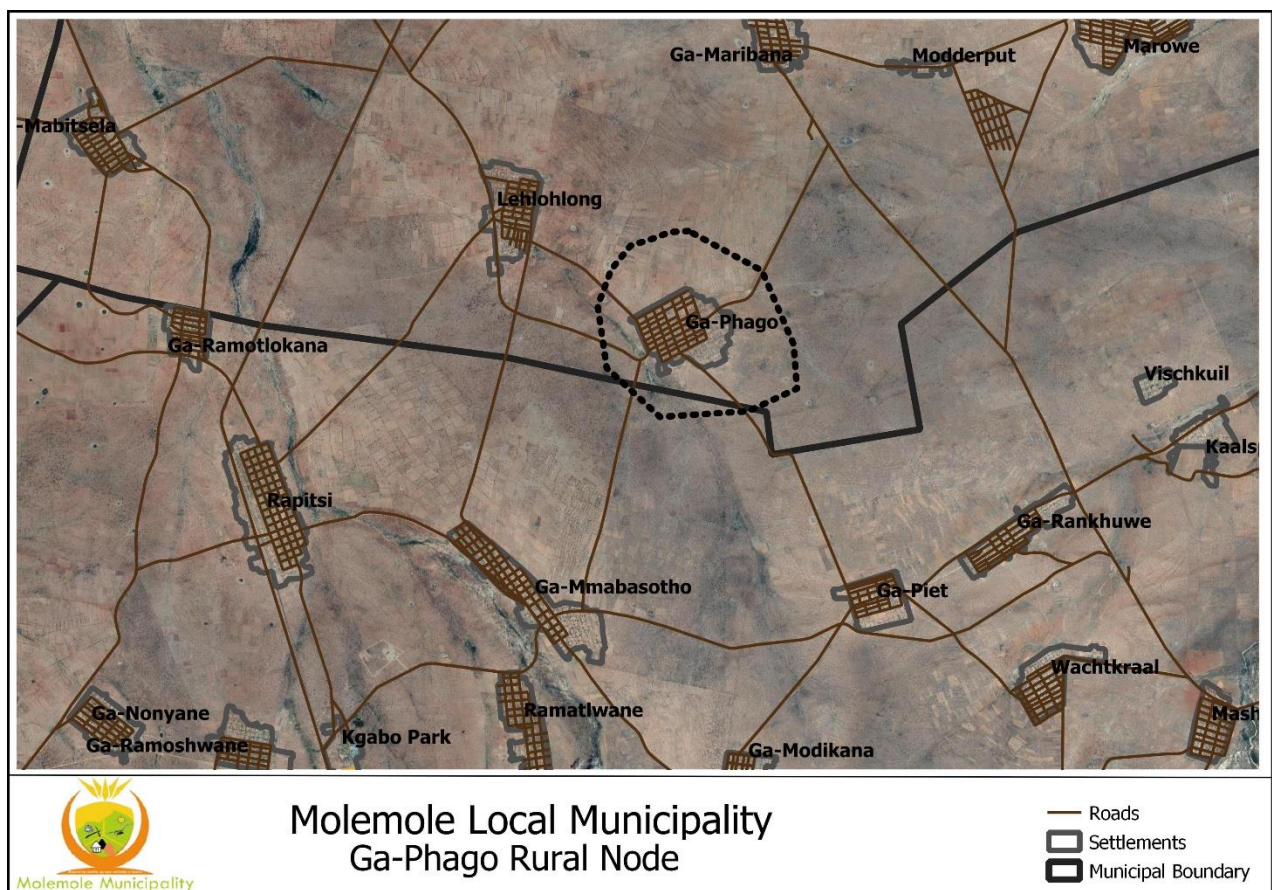 Ga-Maribana
Modderput
Marowe
-Mabitsela
Lehlohlong
Ga-Phago
Ga-Ramotlokana
Vischkuil
Kaalsp
Rapitsi
Ga-Rankhuwe
Ga-Mmabasotho
Ga-Piet
Wachtkraal
Ga-Nonyane
Ramatlwane
Mash
Ga-Ramoshwane
Kgabo Park
Ga-Modikana
Molemole Local Municipality
Ga-Phago Rural Node
Roads
Settlements
Municipal Boundary
Molemole Municipality